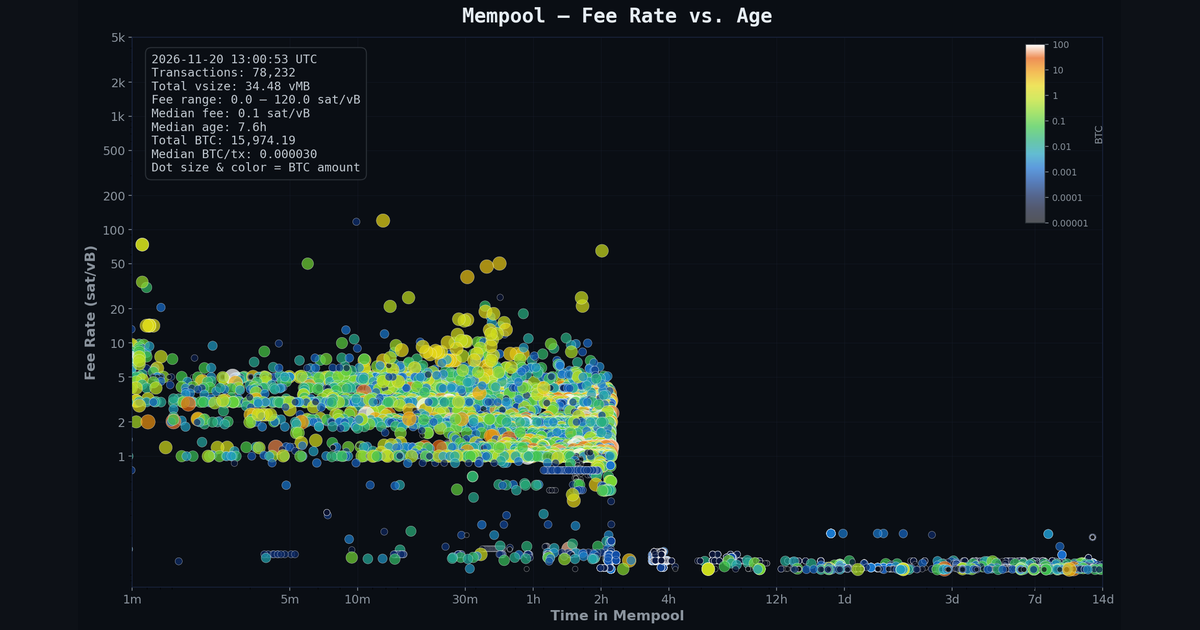 Mempool — Fee Rate vs. Age
5k
2k
1k
500
200
100
50
20
10
5
2
1
Fee Rate (sat/vB)
2026-11-20 13:00:53 UTC
Transactions: 78,232
Total vsize: 34.48 vMB
Fee range: 0.0 – 120.0 sat/vB
Median fee: 0.1 sat/vB
Median age: 7.6h
Total BTC: 15,974.19
Median BTC/tx: 0.000030
Dot size & color = BTC amount
100
10
1
0.1
0.01
0.001
0.0001
0.00001
BTC
1m 5m 10m 30m 1h 2h 4h 12h 1d 3d 7d 14d
Time in Mempool